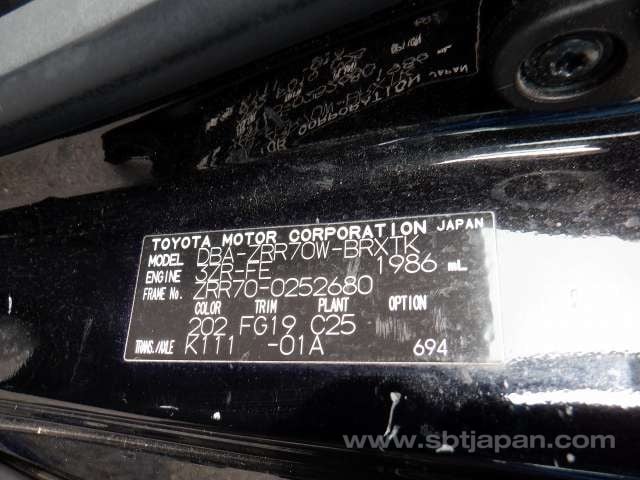 TOYOTA MOTOR CORPORATION JAPAN
MODEL DBA-ZRR70W-BRXTK
ENGINE 3ZR-FE 1986 mL
FRAME No. ZRR70-0252680
COLOR TRIM PLANT OPTION
202 FG19 C25
TRANS./AXLE K111 -01A 694
www.sbtjapan.com